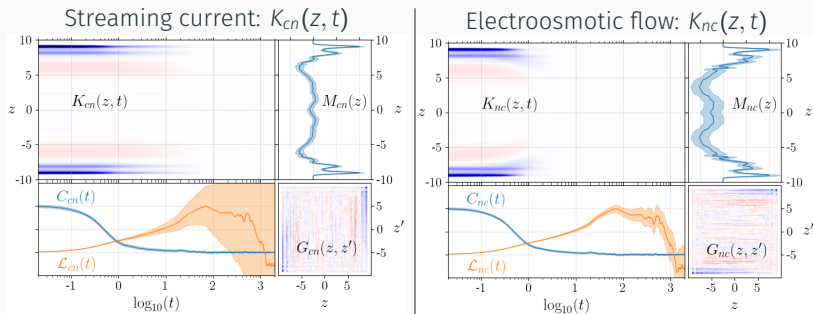 Streaming current: K_cn(z, t)
10
5
0
−5
−10
z
K_cn(z, t)
M_cn(z)
10
5
0
−5
−10
z
C_cn(t)
L_cn(t)
−1 0 1 2 3
log₁₀(t)
G_cn(z, z′)
5
0
−5
z′
−5 0 5
z
Electroosmotic flow: K_nc(z, t)
10
5
0
−5
−10
z
K_nc(z, t)
M_nc(z)
10
5
0
−5
−10
z
C_nc(t)
L_nc(t)
−1 0 1 2 3
log₁₀(t)
G_nc(z, z′)
5
0
−5
z′
−5 0 5
z